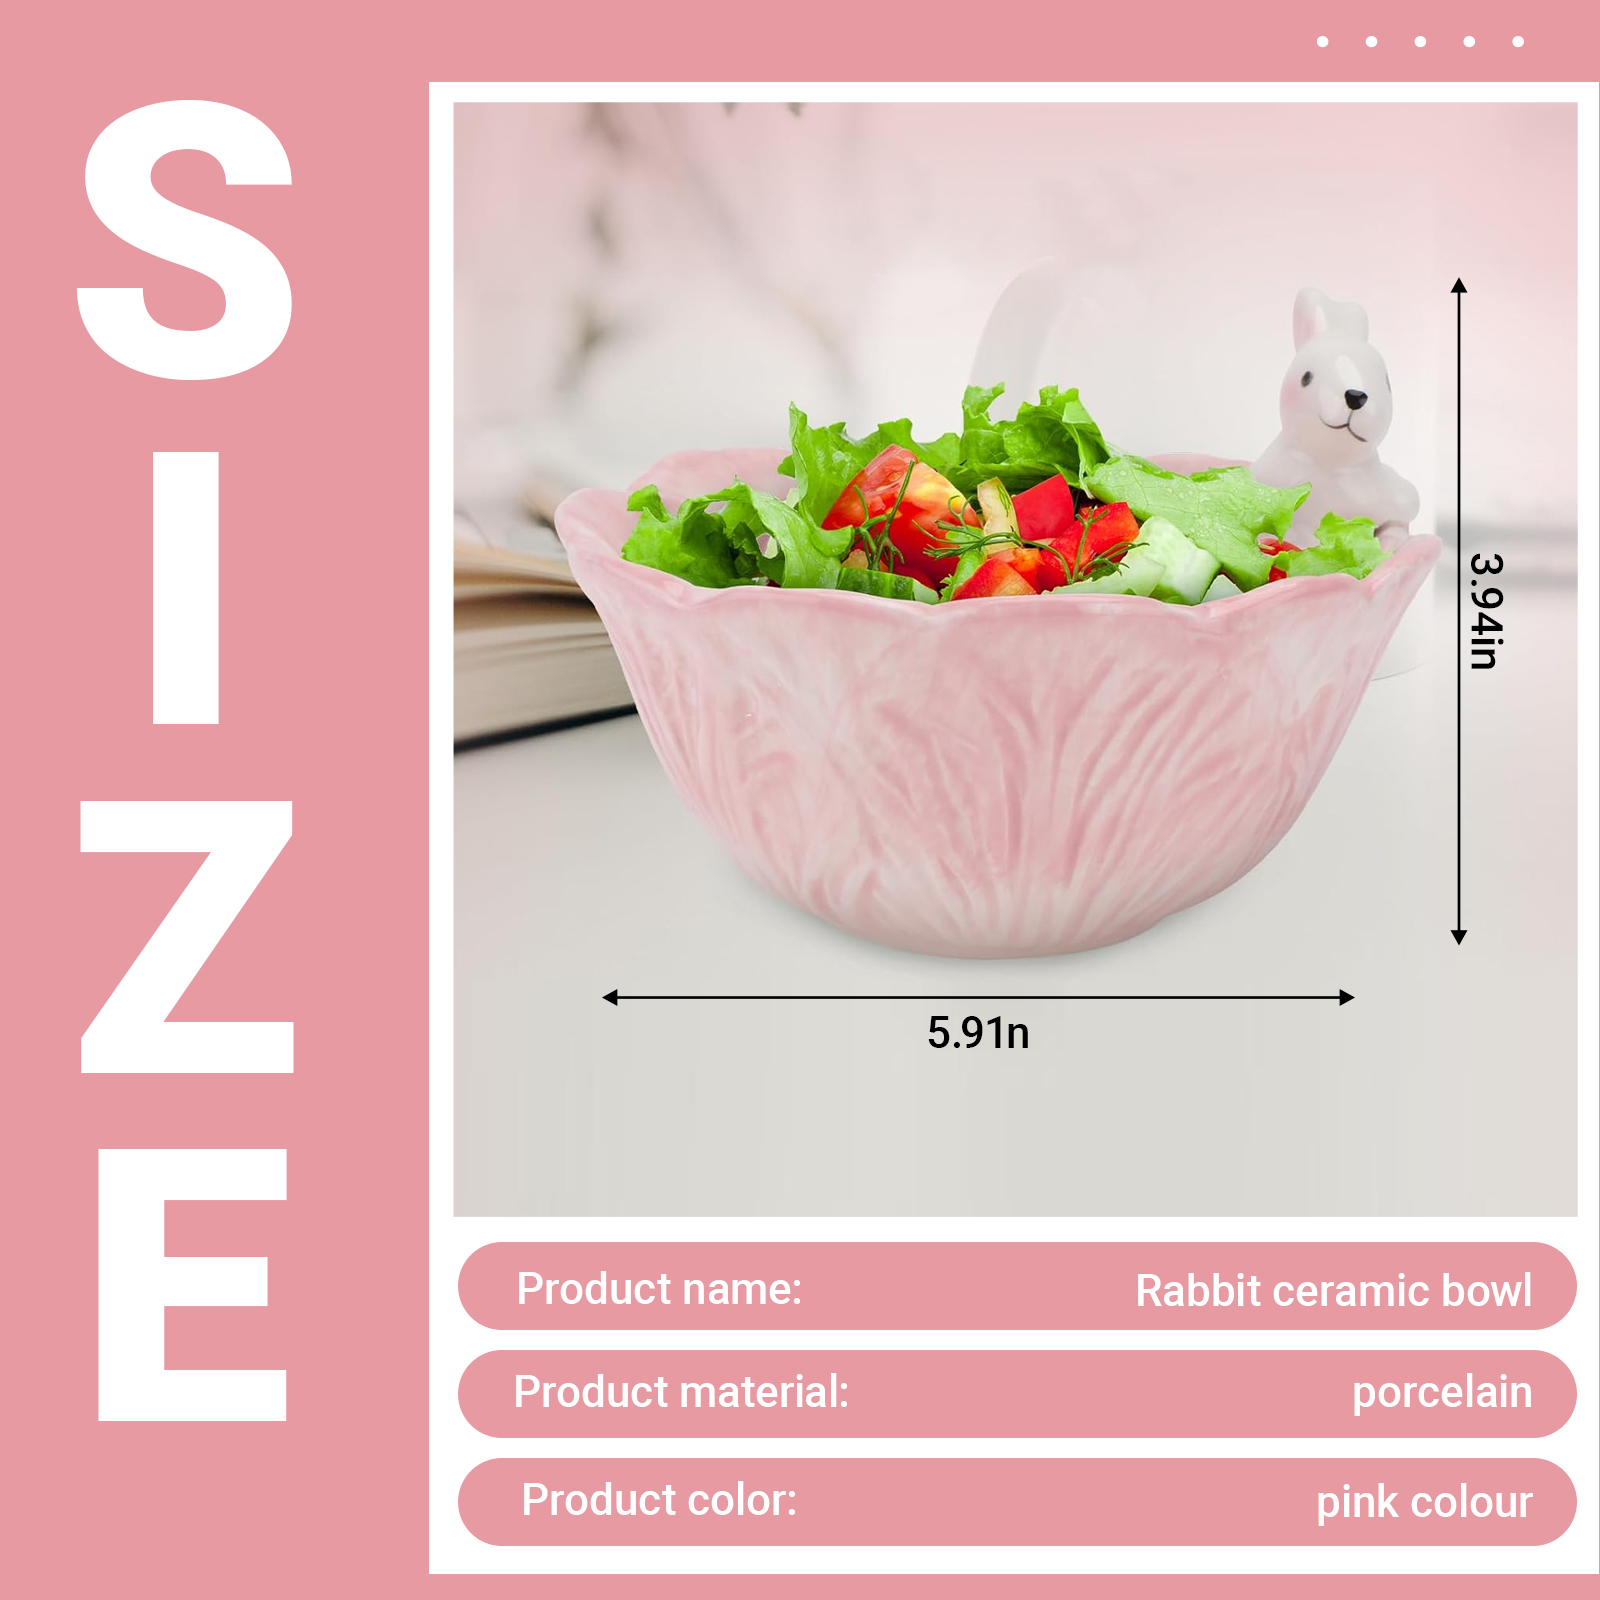 SIZE
3.94in
5.91n
Product name: Rabbit ceramic bowl
Product material: porcelain
Product color: pink colour